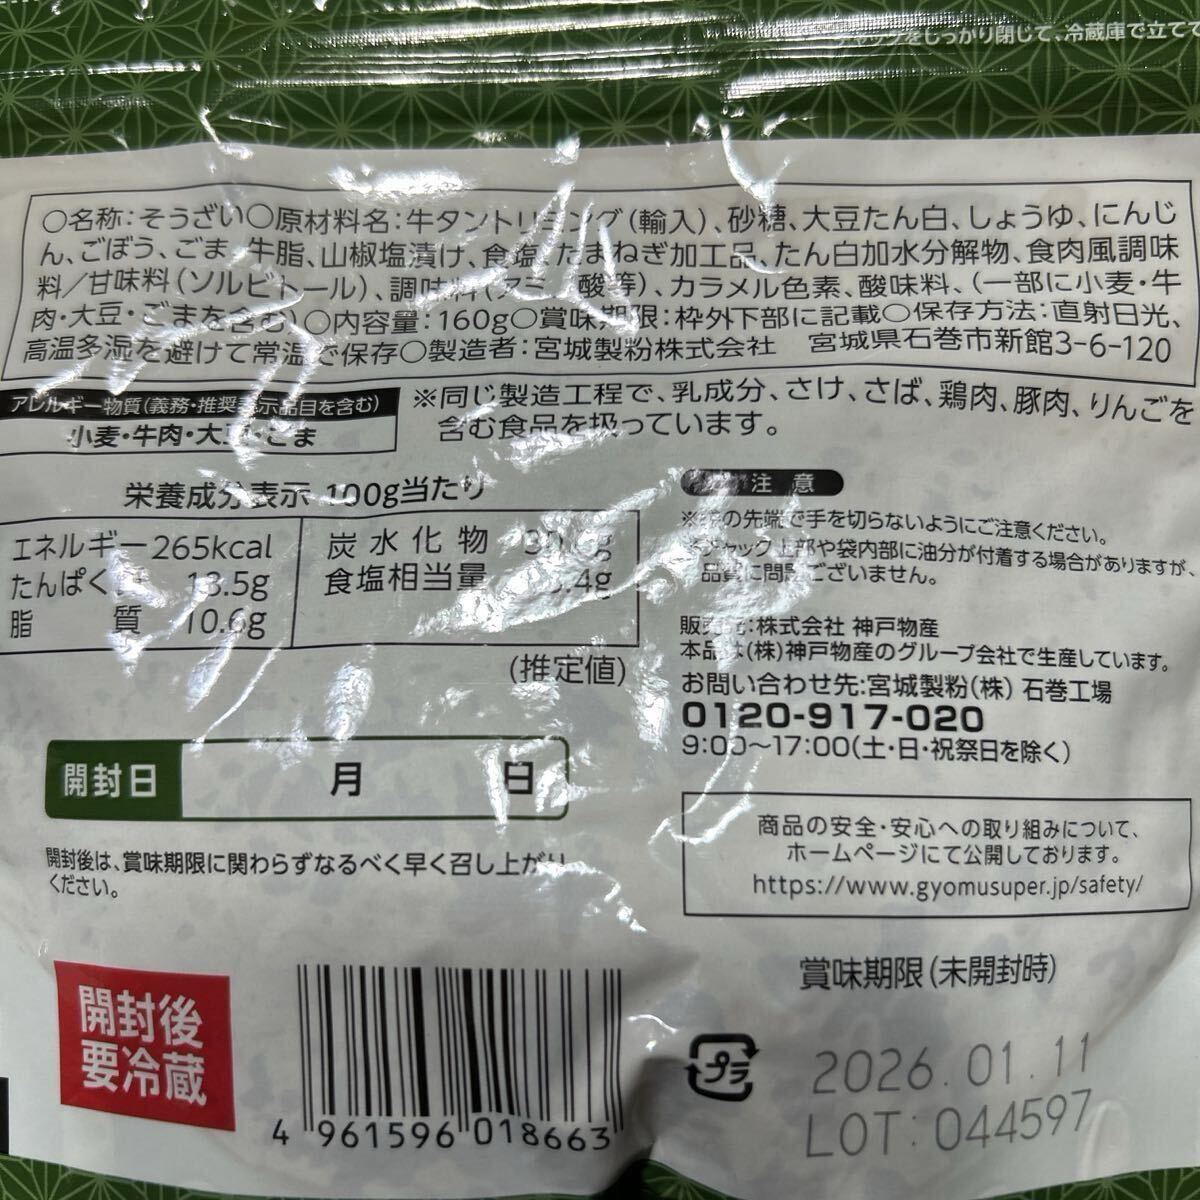 チャックをしっかり閉じて、冷蔵庫で立てて
○名称:そうざい○原材料名:牛タントリミング(輸入)、砂糖、大豆たん白、しょうゆ、にんじ
ん、ごぼう、ごま、牛脂、山椒塩漬け、食塩、たまねぎ加工品、たん白加水分解物、食肉風調味
料/甘味料(ソルビトール)、調味料(アミノ酸等)、カラメル色素、酸味料、(一部に小麦・牛
肉・大豆・ごまを含む)○内容量:160g○賞味期限:枠外下部に記載○保存方法:直射日光、
高温多湿を避けて常温で保存○製造者:宮城製粉株式会社 宮城県石巻市新館3-6-120
アレルギー物質(義務・推奨表示品目を含む)
小麦・牛肉・大豆・ごま
※同じ製造工程で、乳成分、さけ、さば、鶏肉、豚肉、りんごを
含む食品を扱っています。
栄養成分表示 100g当たり
エネルギー 265kcal
たんぱく 13.5g
脂質 10.6g
炭水化物
食塩相当量 .4g
(推定値)
注意
の先端で手を切らないようにご注意ください。
※チャック上部や袋内部に油分が付着する場合がありますが、
品質に問題ございません。
販売元:株式会社 神戸物産
本品は(株)神戸物産のグループ会社で生産しています。
お問い合わせ先:宮城製粉(株) 石巻工場
0120-917-020
9:00〜17:00(土・日・祝祭日を除く)
開封日 月 日
開封後は、賞味期限に関わらずなるべく早く召し上がり
ください。
商品の安全・安心への取り組みについて、
ホームページにて公開しております。
https://www.gyomusuper.jp/safety/
開封後
要冷蔵
4 961596 018663
プラ
賞味期限(未開封時)
2026.01.11
LOT:044597